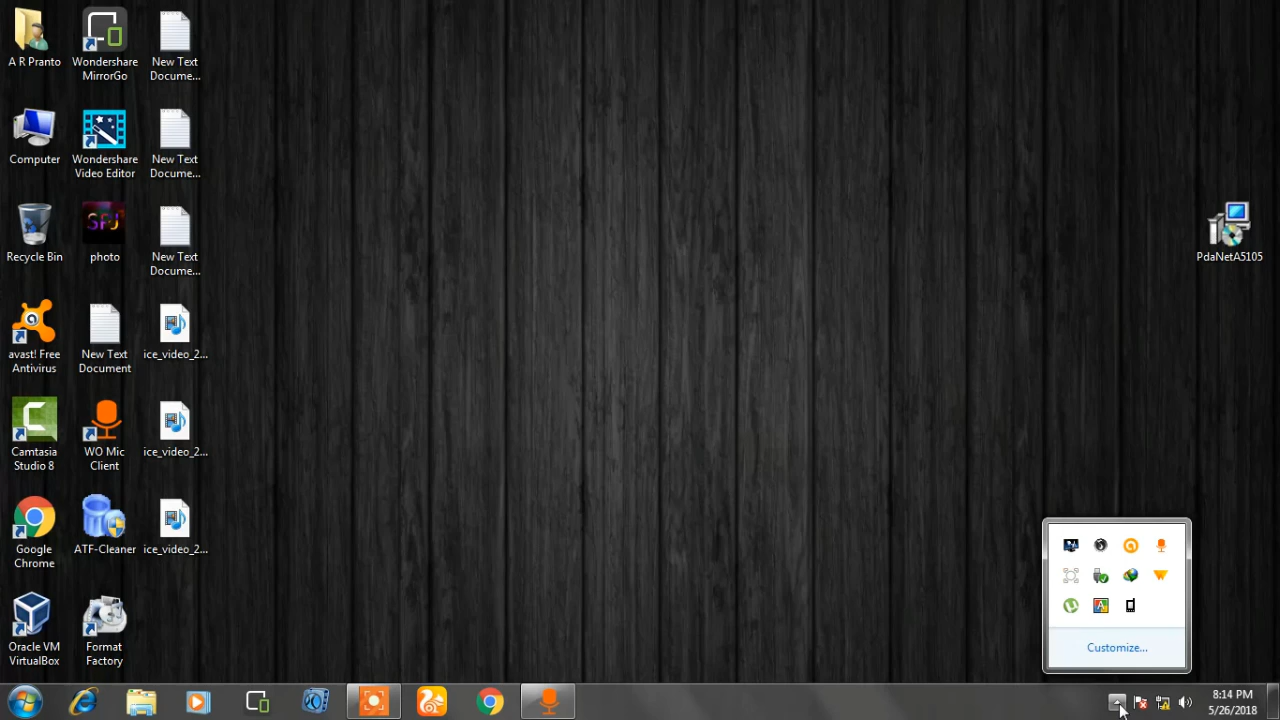 A R Pranto
Wondershare
MirrorGo
New Text
Docume...
Computer
Wondershare
Video Editor
New Text
Docume...
Recycle Bin
SFJ
photo
New Text
Docume...
PdaNetA5105
avast! Free
Antivirus
New Text
Document
ice_video_2...
Camtasia
Studio 8
WO Mic
Client
ice_video_2...
Google
Chrome
ATF-Cleaner
ice_video_2...
Oracle VM
VirtualBox
Format
Factory
Customize...
8:14 PM
5/26/2018